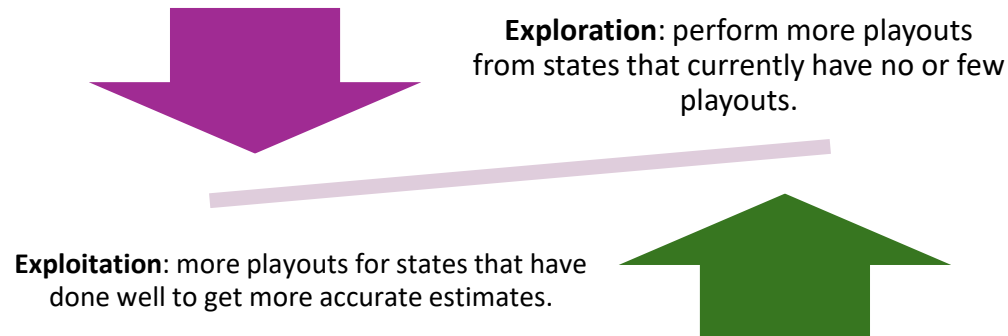 Exploration: perform more playouts
from states that currently have no or few
playouts.
Exploitation: more playouts for states that have
done well to get more accurate estimates.